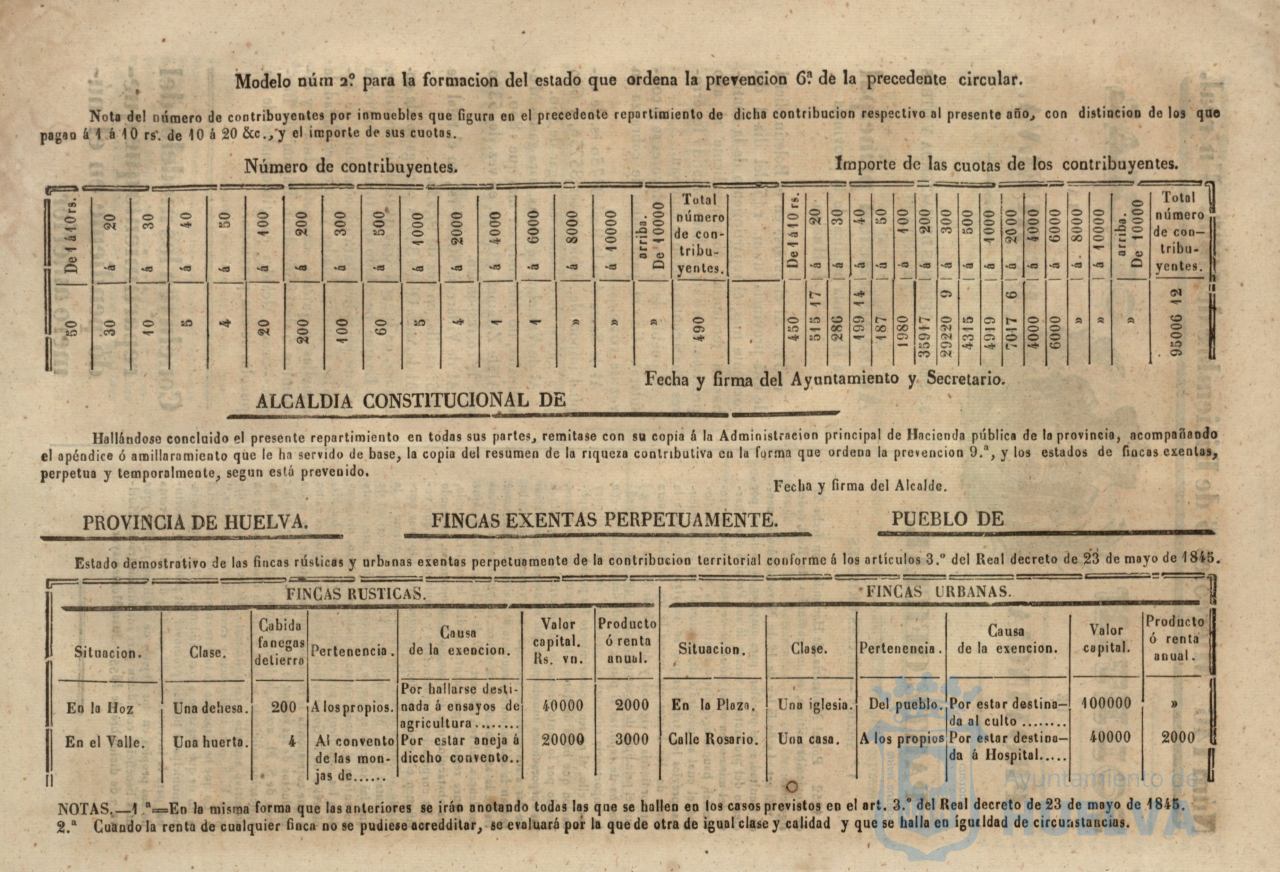 Modelo núm 2.º para la formacion del estado que ordena la prevencion 6.ª de la precedente circular.
Nota del número de contribuyentes por inmuebles que figura en el precedente repartimiento de dicha contribucion respectivo al presente año, con distincion de los que
pagan á 1 á 10 rs. de 10 á 20 &c., y el importe de sus cuotas.
Número de contribuyentes.
De 1 á 10 rs. á 20 á 30 á 40 á 50 á 100 á 200 á 300 á 500 á 1000 á 2000 á 4000 á 6000 á 8000 á 10000 arriba. De 10000 Total número de contribuyentes.
50 30 10 5 4 20 200 100 60 5 4 1 1 » » » 490
Importe de las cuotas de los contribuyentes.
De 1 á 10 rs. á 20 á 30 á 40 á 50 á 100 á 200 á 300 á 500 á 1000 á 2000 á 4000 á 6000 á 8000 á 10000 arriba. De 10000 Total número de contribuyentes.
450 515 17 286 199 14 187 1980 35947 29220 9 4315 4919 7047 6 4000 6000 » » » 95006 12
Fecha y firma del Ayuntamiento y Secretario.
ALCALDIA CONSTITUCIONAL DE
Hallándose concluido el presente repartimiento en todas sus partes, remitase con su copia á la Administracion principal de Hacienda pública de la provincia, acompañando
el apéndice ó amillaramiento que le ha servido de base, la copia del resumen de la riqueza contributiva en la forma que ordena la prevencion 9.ª, y los estados de fincas exentas,
perpetua y temporalmente, segun está prevenido.
Fecha y firma del Alcalde.
PROVINCIA DE HUELVA. FINCAS EXENTAS PERPETUAMENTE. PUEBLO DE
Estado demostrativo de las fincas rústicas y urbanas exentas perpetuamente de la contribucion territorial conforme á los artículos 3.º del Real decreto de 23 de mayo de 1845.
FINCAS RUSTICAS.
Situacion. Clase. Cabida fanegas detierra Pertenencia. Causa de la exencion. Valor capital. Rs. vn. Producto ó renta anual.
En la Hoz Una dehesa. 200 A los propios. Por hallarse desti-
nada á ensayos de
agricultura........ 40000 2000
En el Valle. Una huerta. 4 Al convento
de las mon-
jas de...... Por estar aneja á
diccho convento.. 20000 3000
FINCAS URBANAS.
Situacion. Clase. Pertenencia. Causa de la exencion. Valor capital. Producto ó renta anual.
En la Plaza. Una iglesia. Del pueblo. Por estar destina-
da al culto ........ 100000 »
Calle Rosario. Una casa. A los propios Por estar destina-
da á Hospital..... 40000 2000
NOTAS.—1.ª=En la misma forma que las anteriores se irán anotando todas las que se hallen en los casos previstos en el art. 3.º del Real decreto de 23 de mayo de 1845.
2.ª Cuando la renta de cualquier finca no se pudiese acredditar, se evaluará por la que de otra de igual clase y calidad y que se halla en igueldad de circunstancias.
Ayuntamiento de
HUELVA